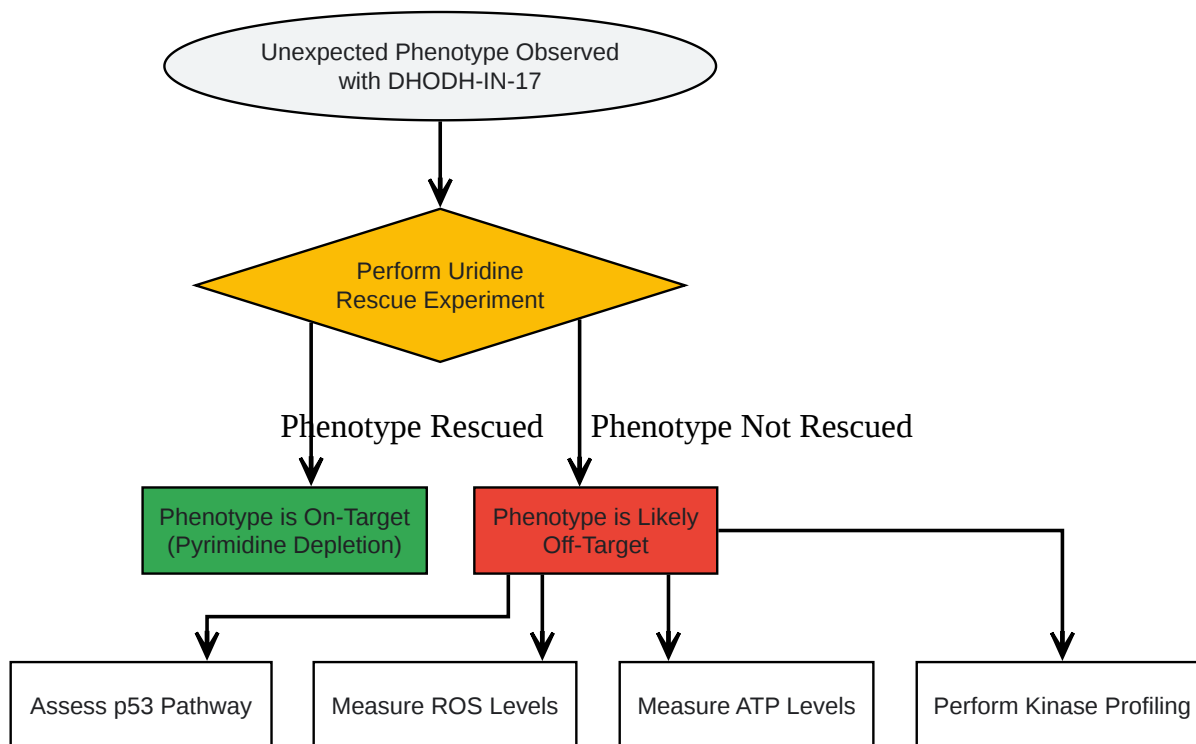 Unexpected Phenotype Observed
with DHODH-IN-17
Perform Uridine
Rescue Experiment
Phenotype Rescued
Phenotype Not Rescued
Phenotype is On-Target
(Pyrimidine Depletion)
Phenotype is Likely
Off-Target
Assess p53 Pathway
Measure ROS Levels
Measure ATP Levels
Perform Kinase Profiling